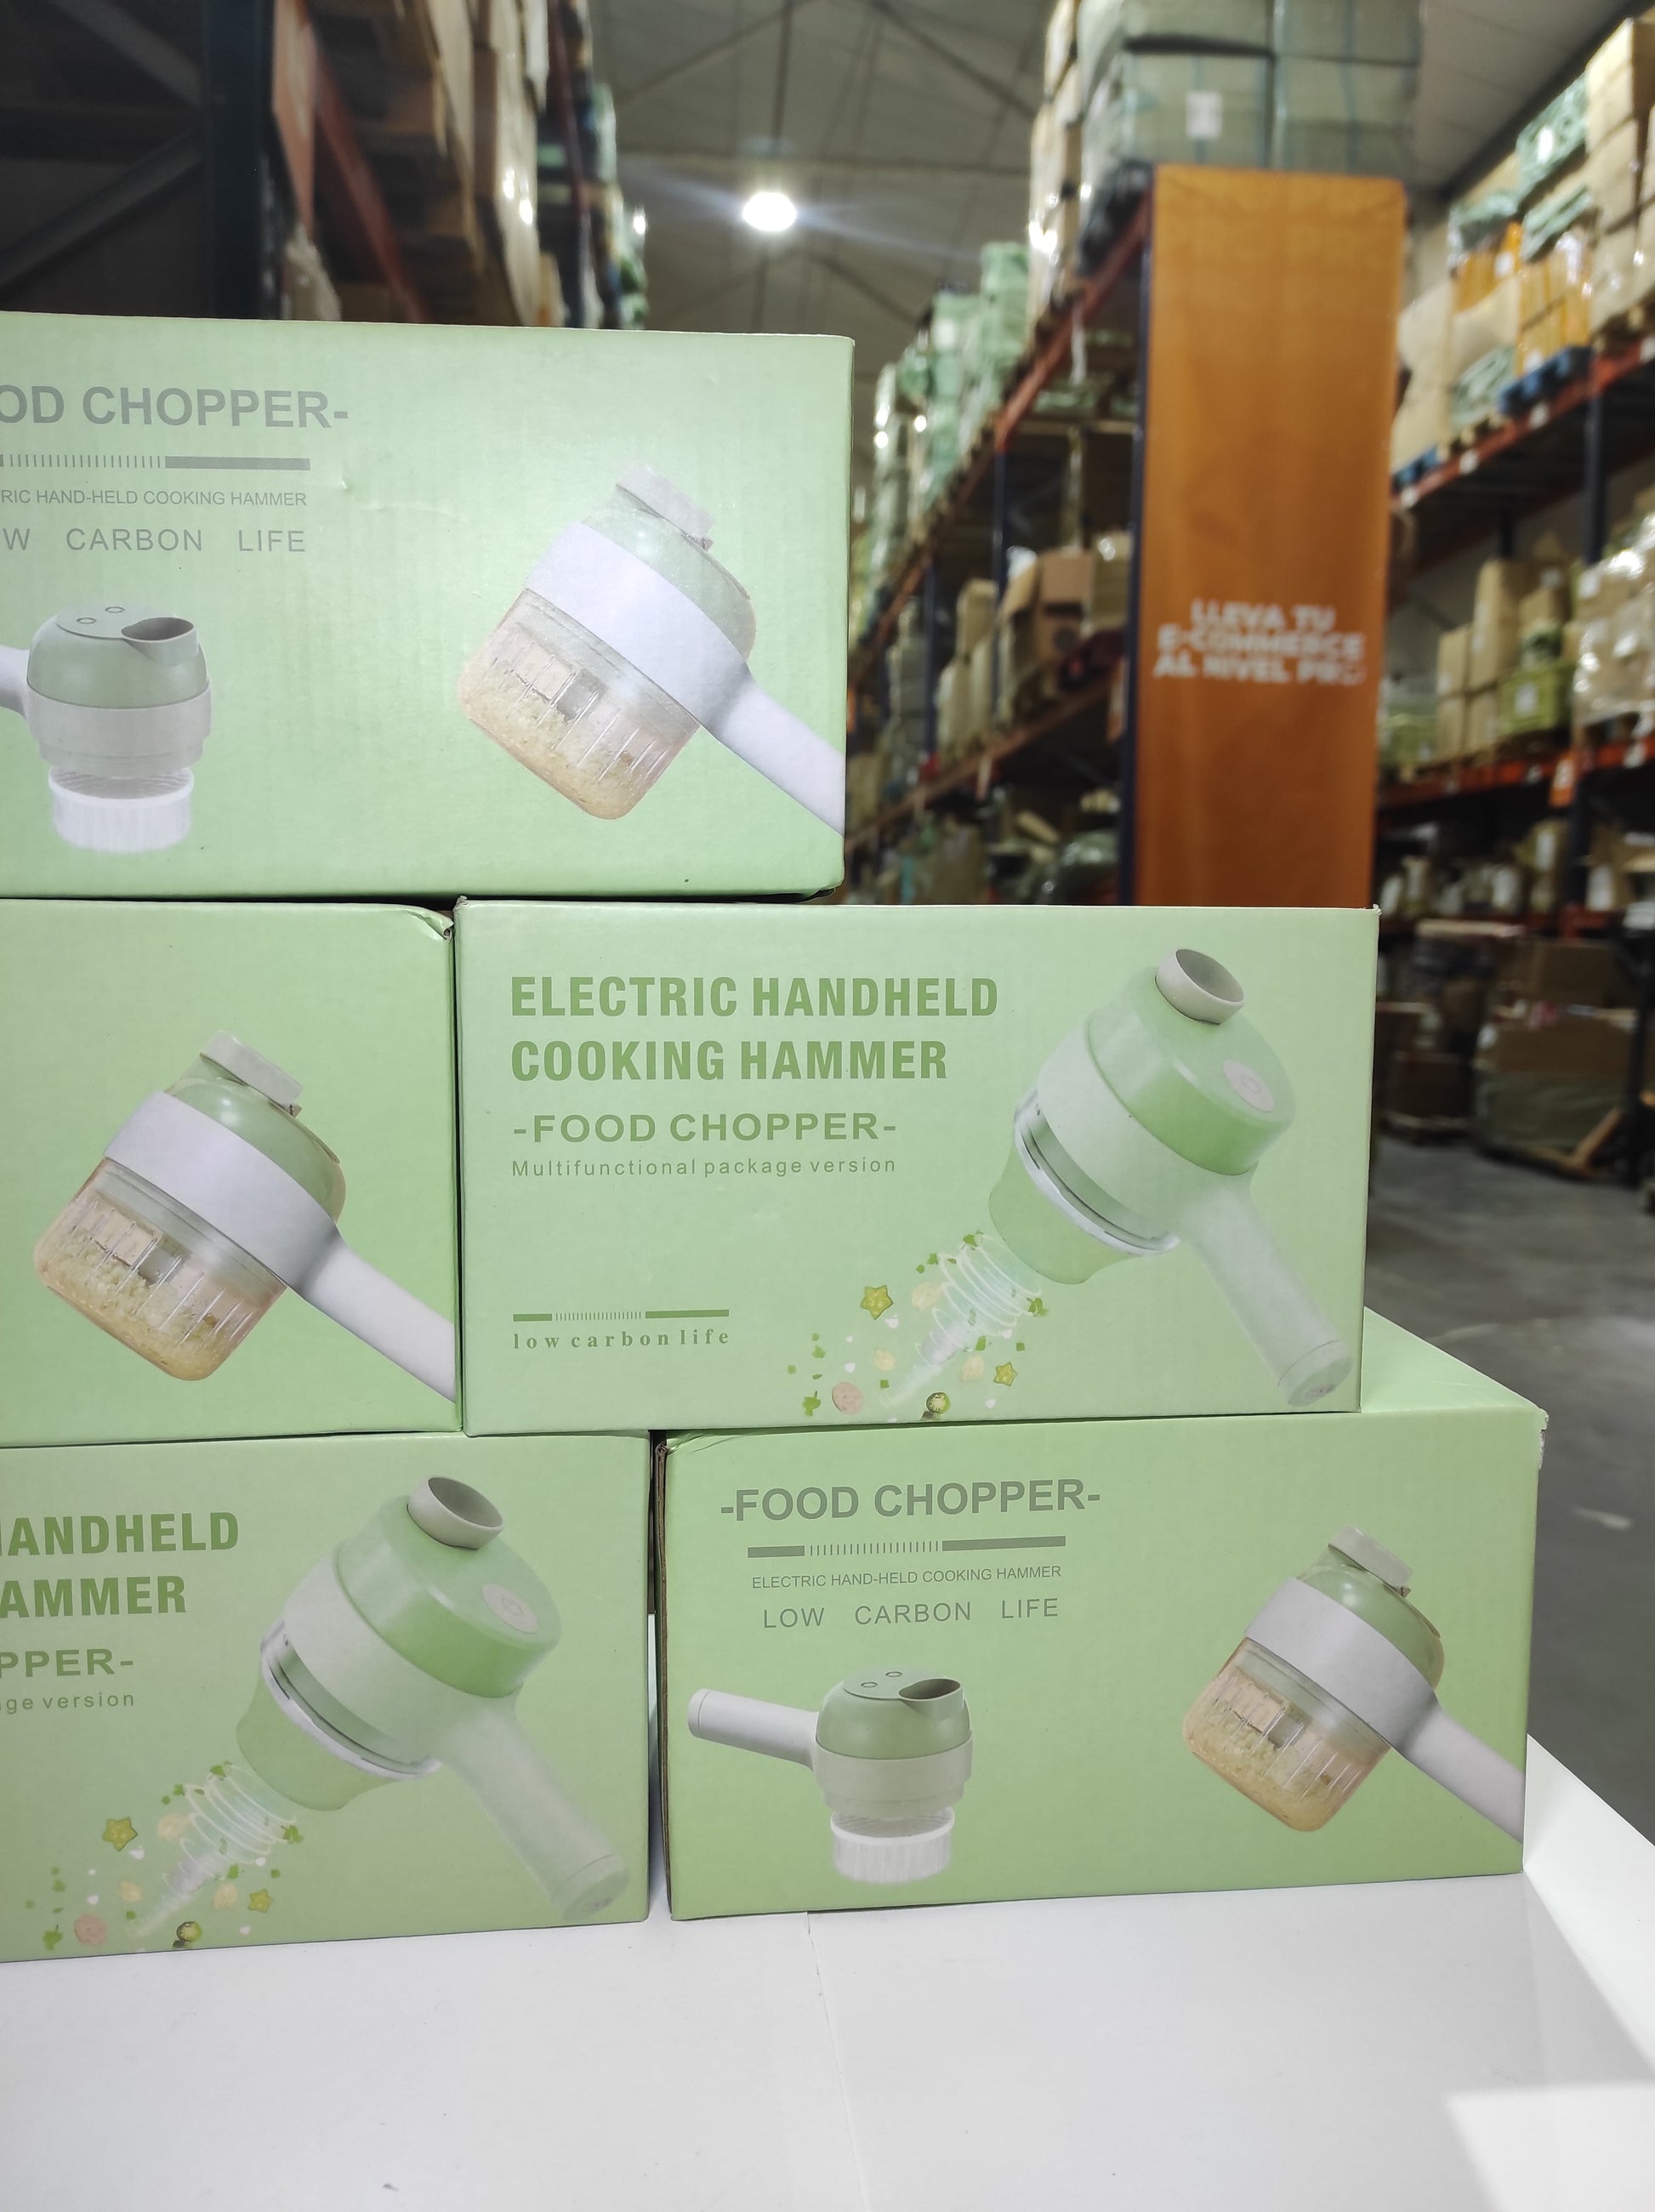 OD CHOPPER-
RIC HAND-HELD COOKING HAMMER
W CARBON LIFE
LLEVA TU
E-COMMERCE
AL NIVEL PRO
ELECTRIC HANDHELD
COOKING HAMMER
-FOOD CHOPPER-
Multifunctional package version
low carbon life
HANDHELD
AMMER
PPER-
ge version
-FOOD CHOPPER-
ELECTRIC HAND-HELD COOKING HAMMER
LOW CARBON LIFE